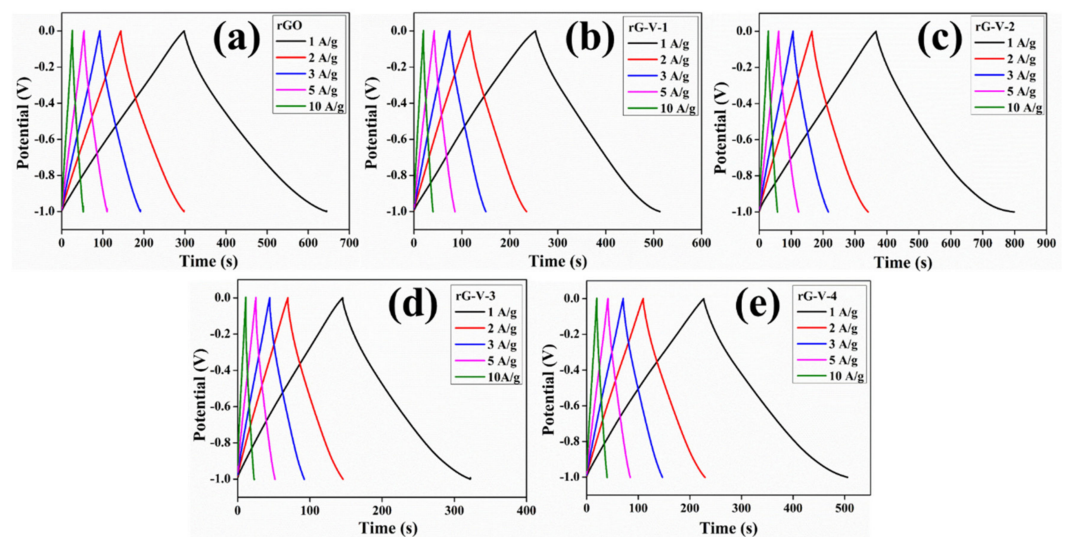 rGO
1 A/g
2 A/g
3 A/g
5 A/g
10 A/g
(a)
0.0
-0.2
-0.4
-0.6
-0.8
-1.0
Potential (V)
0 100 200 300 400 500 600 700
Time (s)
rG-V-1
1 A/g
2 A/g
3 A/g
5 A/g
10 A/g
(b)
0.0
-0.2
-0.4
-0.6
-0.8
-1.0
Potential (V)
0 100 200 300 400 500 600
Time (s)
rG-V-2
1 A/g
2 A/g
3 A/g
5 A/g
10 A/g
(c)
0.0
-0.2
-0.4
-0.6
-0.8
-1.0
Potential (V)
0 100 200 300 400 500 600 700 800 900
Time (s)
rG-V-3
1 A/g
2 A/g
3 A/g
5 A/g
10A/g
(d)
0.0
-0.2
-0.4
-0.6
-0.8
-1.0
Potential (V)
0 100 200 300 400
Time (s)
rG-V-4
1 A/g
2 A/g
3 A/g
5 A/g
10 A/g
(e)
0.0
-0.2
-0.4
-0.6
-0.8
-1.0
Potential (V)
0 100 200 300 400 500
Time (s)